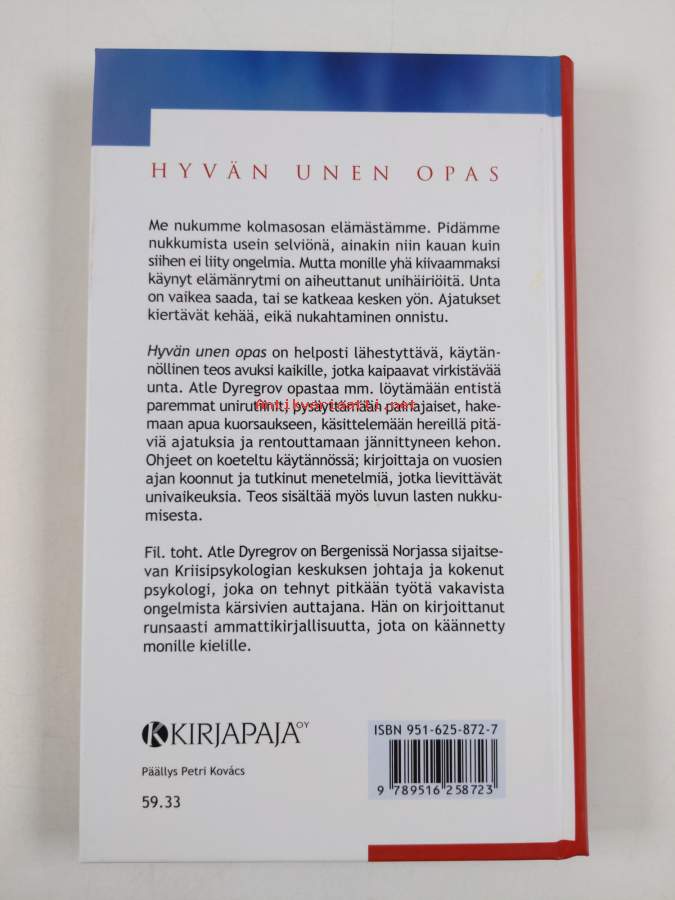 HYVÄN UNEN OPAS
Me nukumme kolmasosan elämästämme. Pidämme
nukkumista usein selviönä, ainakin niin kauan kuin
siihen ei liity ongelmia. Mutta monille yhä kiivaammaksi
käynyt elämänrytmi on aiheuttanut unihäiriöitä. Unta
on vaikea saada, tai se katkeaa kesken yön. Ajatukset
kiertävät kehää, eikä nukahtaminen onnistu.
Hyvän unen opas on helposti lähestyttävä, käytän-
nöllinen teos avuksi kaikille, jotka kaipaavat virkistävää
unta. Atle Dyregrov opastaa mm. löytämään entistä
paremmat unirutiinit, pysäyttämään painajaiset, hake-
antikvariaatti.net
maan apua kuorsaukseen, käsittelemään hereillä pitä-
viä ajatuksia ja rentouttamaan jännittyneen kehon.
Ohjeet on koeteltu käytännössä; kirjoittaja on vuosien
ajan koonnut ja tutkinut menetelmiä, jotka lievittävät
univaikeuksia. Teos sisältää myös luvun lasten nukku-
misesta.
Fil. toht. Atle Dyregrov on Bergenissä Norjassa sijaitse-
van Kriisipsykologian keskuksen johtaja ja kokenut
psykologi, joka on tehnyt pitkään työtä vakavista
ongelmista kärsivien auttajana. Hän on kirjoittanut
runsaasti ammattikirjallisuutta, jota on käännetty
monille kielille.
KIRJAPAJA OY
Päällys Petri Kovács
59.33
ISBN 951-625-872-7
9 789516 258723